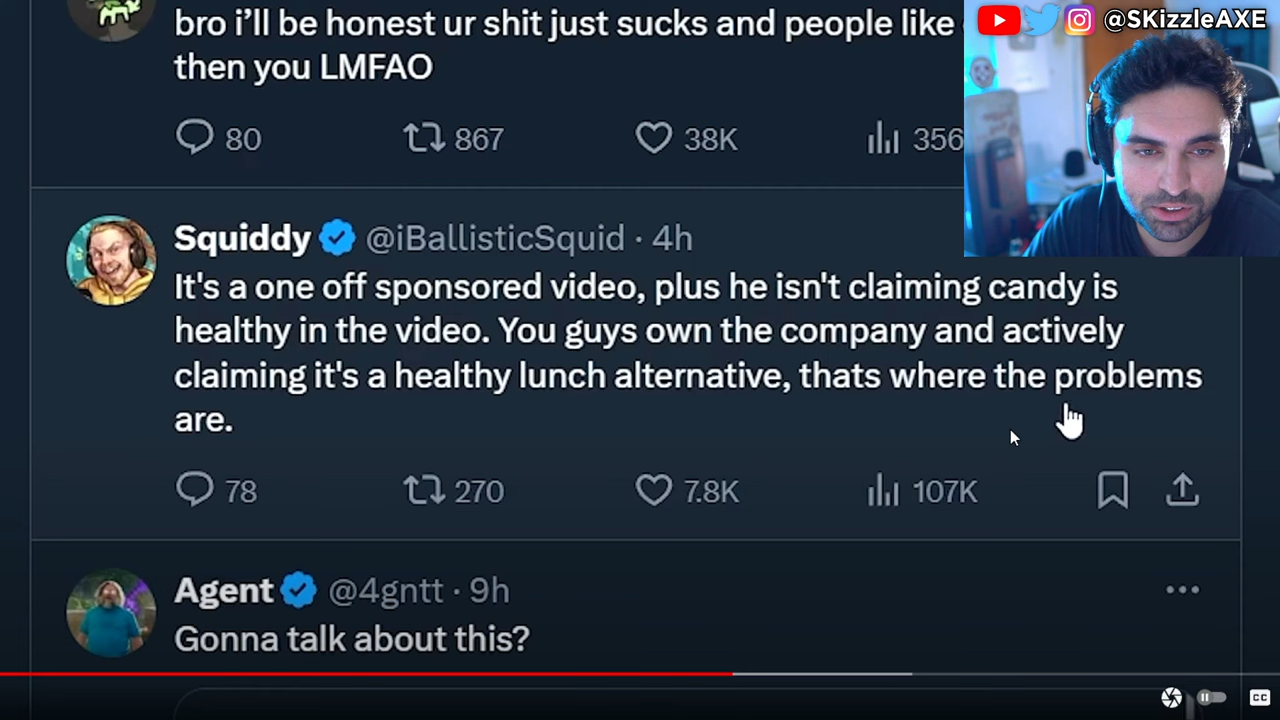 @SKizzleAXE
bro i’ll be honest ur shit just sucks and people like
then you LMFAO
80 867 38K 356
Squiddy @iBallisticSquid · 4h
It's a one off sponsored video, plus he isn't claiming candy is
healthy in the video. You guys own the company and actively
claiming it's a healthy lunch alternative, thats where the problems
are.
78 270 7.8K 107K
Agent @4gntt · 9h
Gonna talk about this?
CC